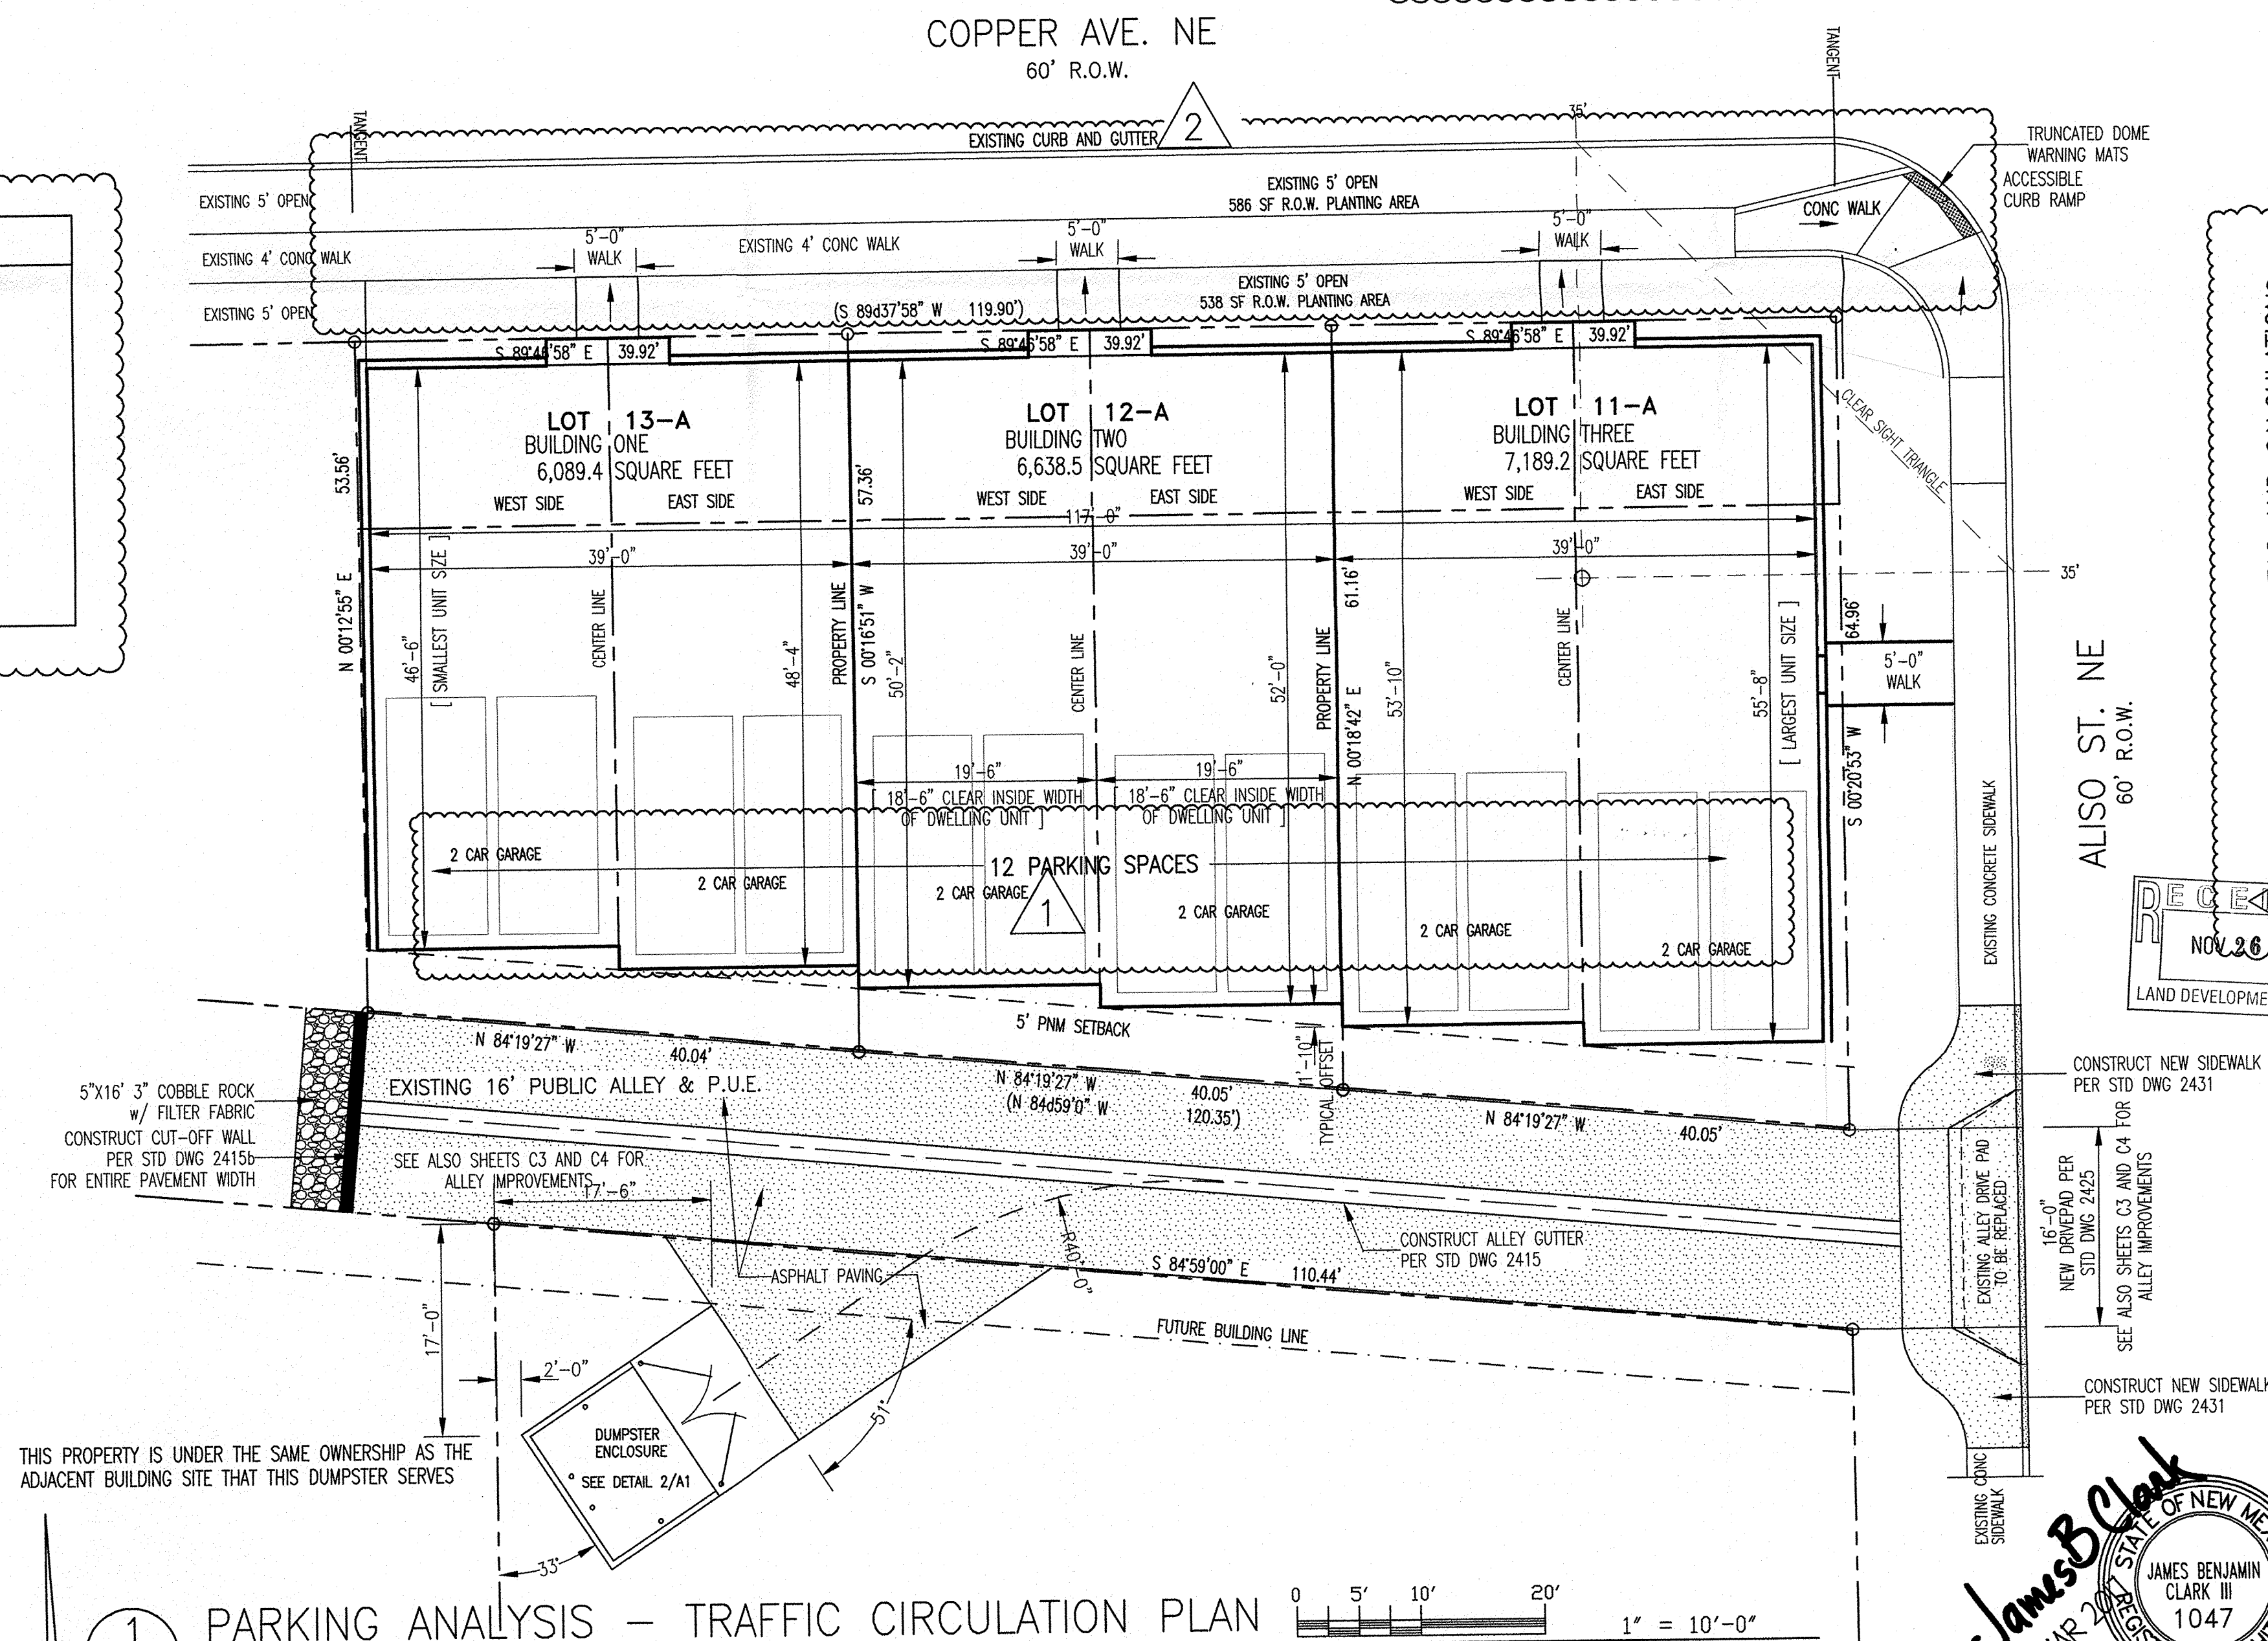 COPPER AVE. NE
60' R.O.W.
TANGENT
TANGENT
35'
2
EXISTING CURB AND GUTTER
TRUNCATED DOME
WARNING MATS
ACCESSIBLE
CURB RAMP
EXISTING 5' OPEN
EXISTING 5' OPEN
586 SF R.O.W. PLANTING AREA
CONC WALK
EXISTING 4' CONC WALK
5'-0"
WALK
EXISTING 4' CONC WALK
5'-0"
WALK
5'-0"
WALK
EXISTING 5' OPEN
EXISTING 5' OPEN
538 SF R.O.W. PLANTING AREA
(S 89d37'58" W 119.90')
S 89°46'58" E 39.92'
S 89°46'58" E 39.92'
S 89°46'58" E 39.92'
LOT 13-A
BUILDING ONE
6,089.4 SQUARE FEET
WEST SIDE EAST SIDE
LOT 12-A
BUILDING TWO
6,638.5 SQUARE FEET
WEST SIDE EAST SIDE
LOT 11-A
BUILDING THREE
7,189.2 SQUARE FEET
WEST SIDE EAST SIDE
CLEAR SIGHT TRIANGLE
53.56'
N 00°12'55" E
57.36'
S 00°16'51" W
61.16'
N 00°18'42" E
64.96'
S 00°20'53" W
117'-0"
39'-0"
39'-0"
39'-0"
35'
46'-6"
[ SMALLEST UNIT SIZE ]
CENTER LINE
48'-4"
PROPERTY LINE
50'-2"
CENTER LINE
52'-0"
PROPERTY LINE
53'-10"
CENTER LINE
55'-8"
[ LARGEST UNIT SIZE ]
5'-0"
WALK
ALISO ST. NE
60' R.O.W.
EXISTING CONCRETE SIDEWALK
19'-6"
19'-6"
[ 18'-6" CLEAR INSIDE WIDTH
OF DWELLING UNIT ]
[ 18'-6" CLEAR INSIDE WIDTH
OF DWELLING UNIT ]
12 PARKING SPACES
1
2 CAR GARAGE
2 CAR GARAGE
2 CAR GARAGE
2 CAR GARAGE
2 CAR GARAGE
2 CAR GARAGE
NOV 26
LAND DEVELOPME
5' PNM SETBACK
1'-10"
TYPICAL OFFSET
N 84°19'27" W 40.04'
N 84°19'27" W 40.05'
(N 84d59'0" W 120.35')
N 84°19'27" W 40.05'
EXISTING 16' PUBLIC ALLEY & P.U.E.
5"X16' 3" COBBLE ROCK
w/ FILTER FABRIC
CONSTRUCT CUT-OFF WALL
PER STD DWG 2415b
FOR ENTIRE PAVEMENT WIDTH
SEE ALSO SHEETS C3 AND C4 FOR
ALLEY IMPROVEMENTS
17'-6"
CONSTRUCT NEW SIDEWALK
PER STD DWG 2431
EXISTING ALLEY DRIVE PAD
TO BE REPLACED
16'-0"
NEW DRIVEPAD PER
STD DWG 2425
SEE ALSO SHEETS C3 AND C4 FOR
ALLEY IMPROVEMENTS
CONSTRUCT ALLEY GUTTER
PER STD DWG 2415
ASPHALT PAVING
R40'-0"
S 84°59'00" E 110.44'
FUTURE BUILDING LINE
17'-0"
2'-0"
51°
DUMPSTER
ENCLOSURE
SEE DETAIL 2/A1
33°
CONSTRUCT NEW SIDEWALK
PER STD DWG 2431
EXISTING CONC
SIDEWALK
THIS PROPERTY IS UNDER THE SAME OWNERSHIP AS THE
ADJACENT BUILDING SITE THAT THIS DUMPSTER SERVES
James B Clark
STATE OF NEW ME
JAMES BENJAMIN
CLARK III
1047
1
PARKING ANALYSIS – TRAFFIC CIRCULATION PLAN
0 5' 10' 20'
1" = 10'-0"